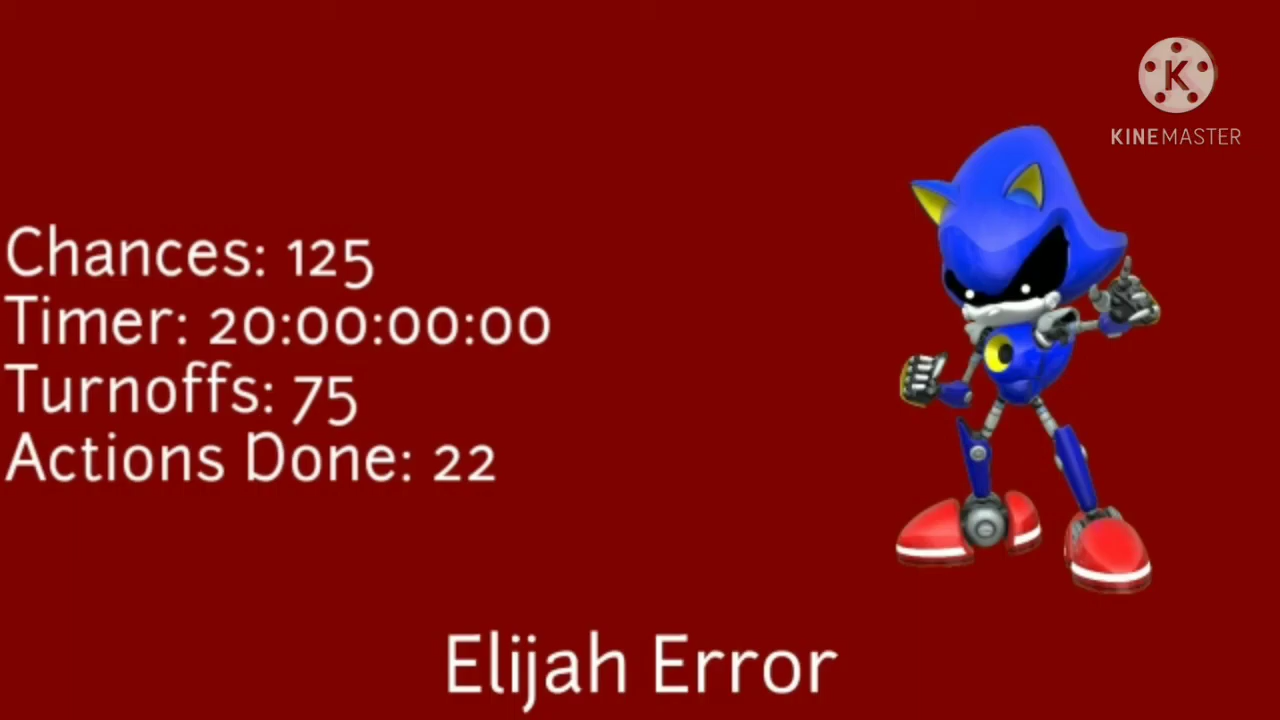 K
KINEMASTER
Chances: 125
Timer: 20:00:00:00
Turnoffs: 75
Actions Done: 22
Elijah Error